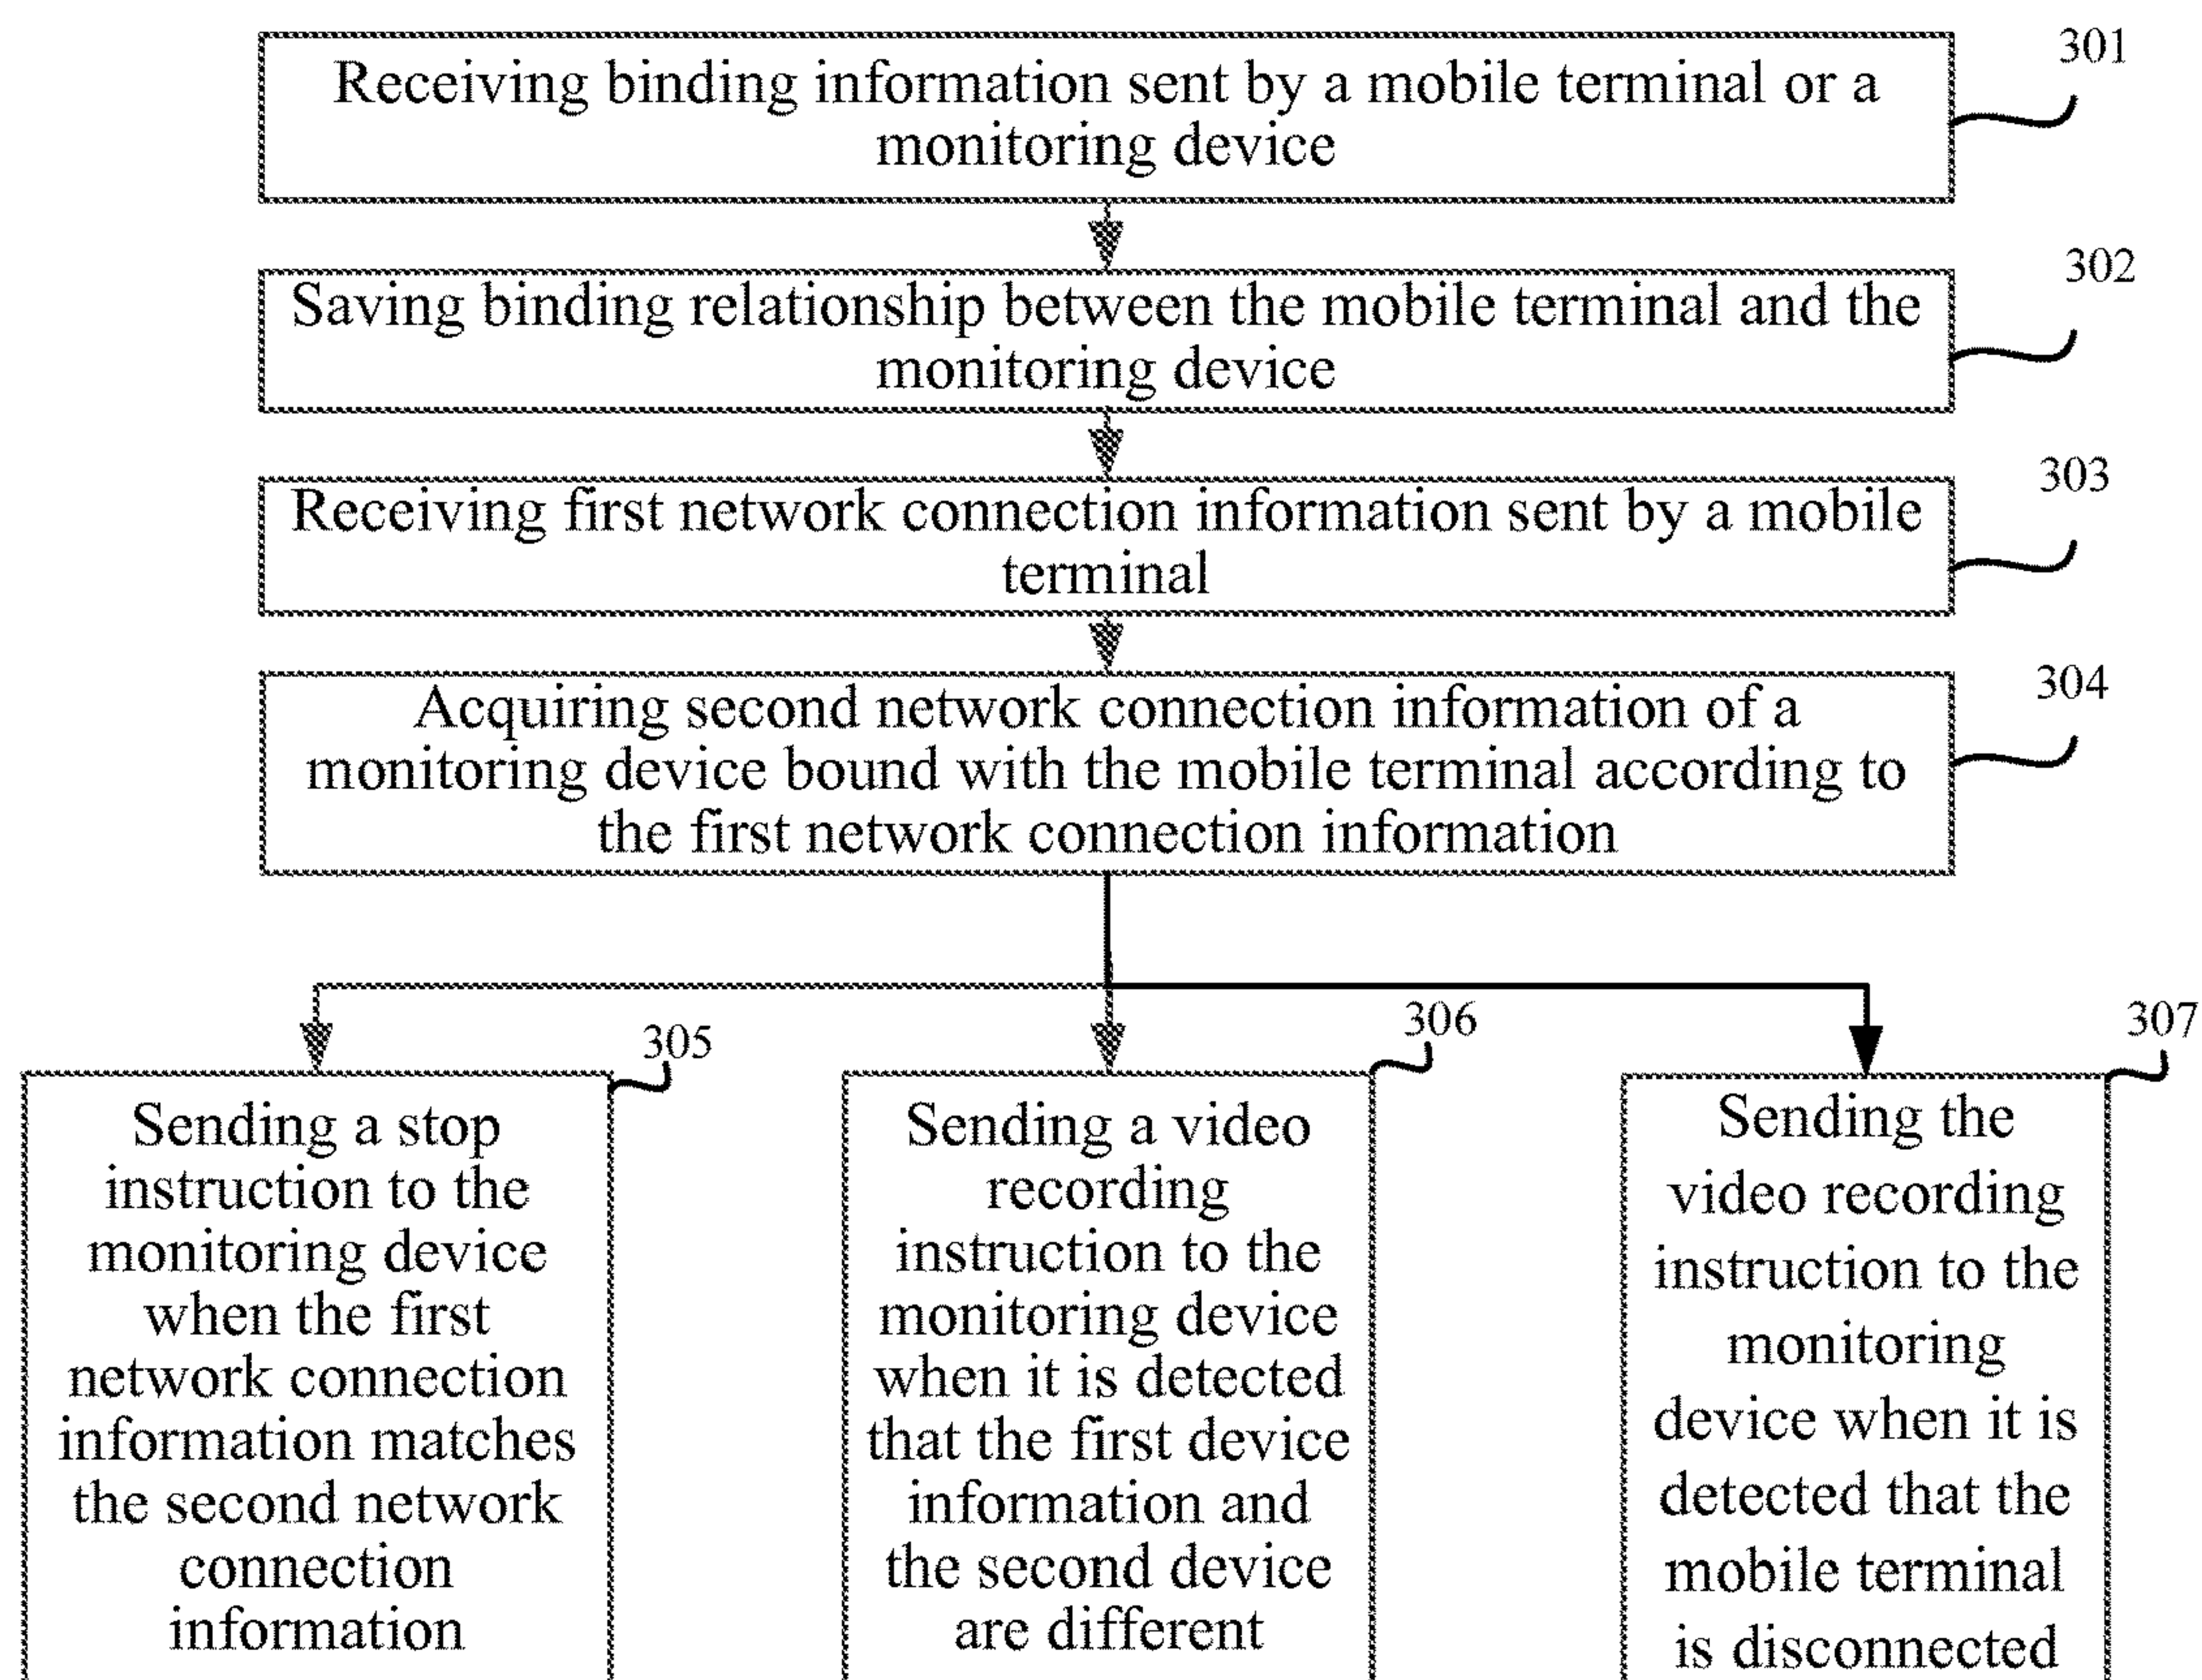 301
Receiving binding information sent by a mobile terminal or a
monitoring device
302
Saving binding relationship between the mobile terminal and the
monitoring device
303
Receiving first network connection information sent by a mobile
terminal
304
Acquiring second network connection information of a
monitoring device bound with the mobile terminal according to
the first network connection information
305
Sending a stop
instruction to the
monitoring device
when the first
network connection
information matches
the second network
connection
information
306
Sending a video
recording
instruction to the
monitoring device
when it is detected
that the first device
information and
the second device
are different
307
Sending the
video recording
instruction to the
monitoring
device when it is
detected that the
mobile terminal
is disconnected